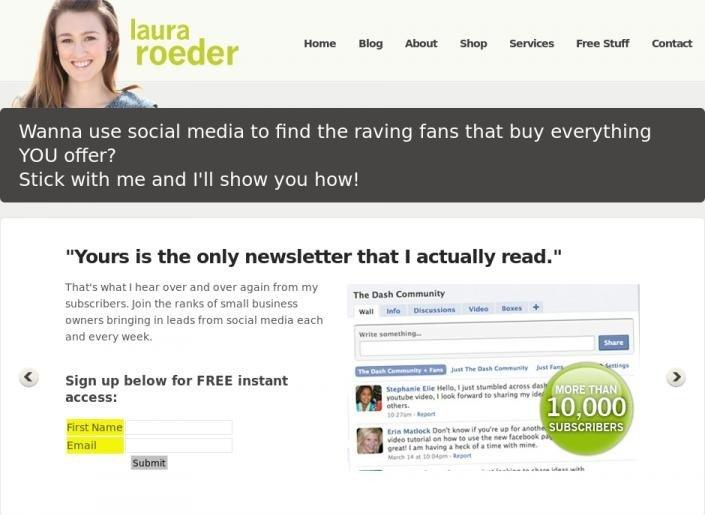 laura
roeder
Home Blog About Shop Services Free Stuff Contact
Wanna use social media to find the raving fans that buy everything
YOU offer?
Stick with me and I'll show you how!
"Yours is the only newsletter that I actually read."
That's what I hear over and over again from my
subscribers. Join the ranks of small business
owners bringing in leads from social media each
and every week.
Sign up below for FREE instant
access:
First Name
Email
Submit
The Dash Community
Wall Info Discussions Video Boxes +
Write something...
Share
The Dash Community + Fans Just The Dash Community Just Fans Settings
Stephanie Elie Hello, I just stumbled across dash
youtube video, I look forward to sharing my
others.
10:27am - Report
Erin Matlock Don't know if you're up for another
video tutorial on how to use the new facebook
great! I am having a heck of a time with mine.
March 14 at 10:04pm - Report
just looking to share ideas with
MORE THAN
10,000
SUBSCRIBERS